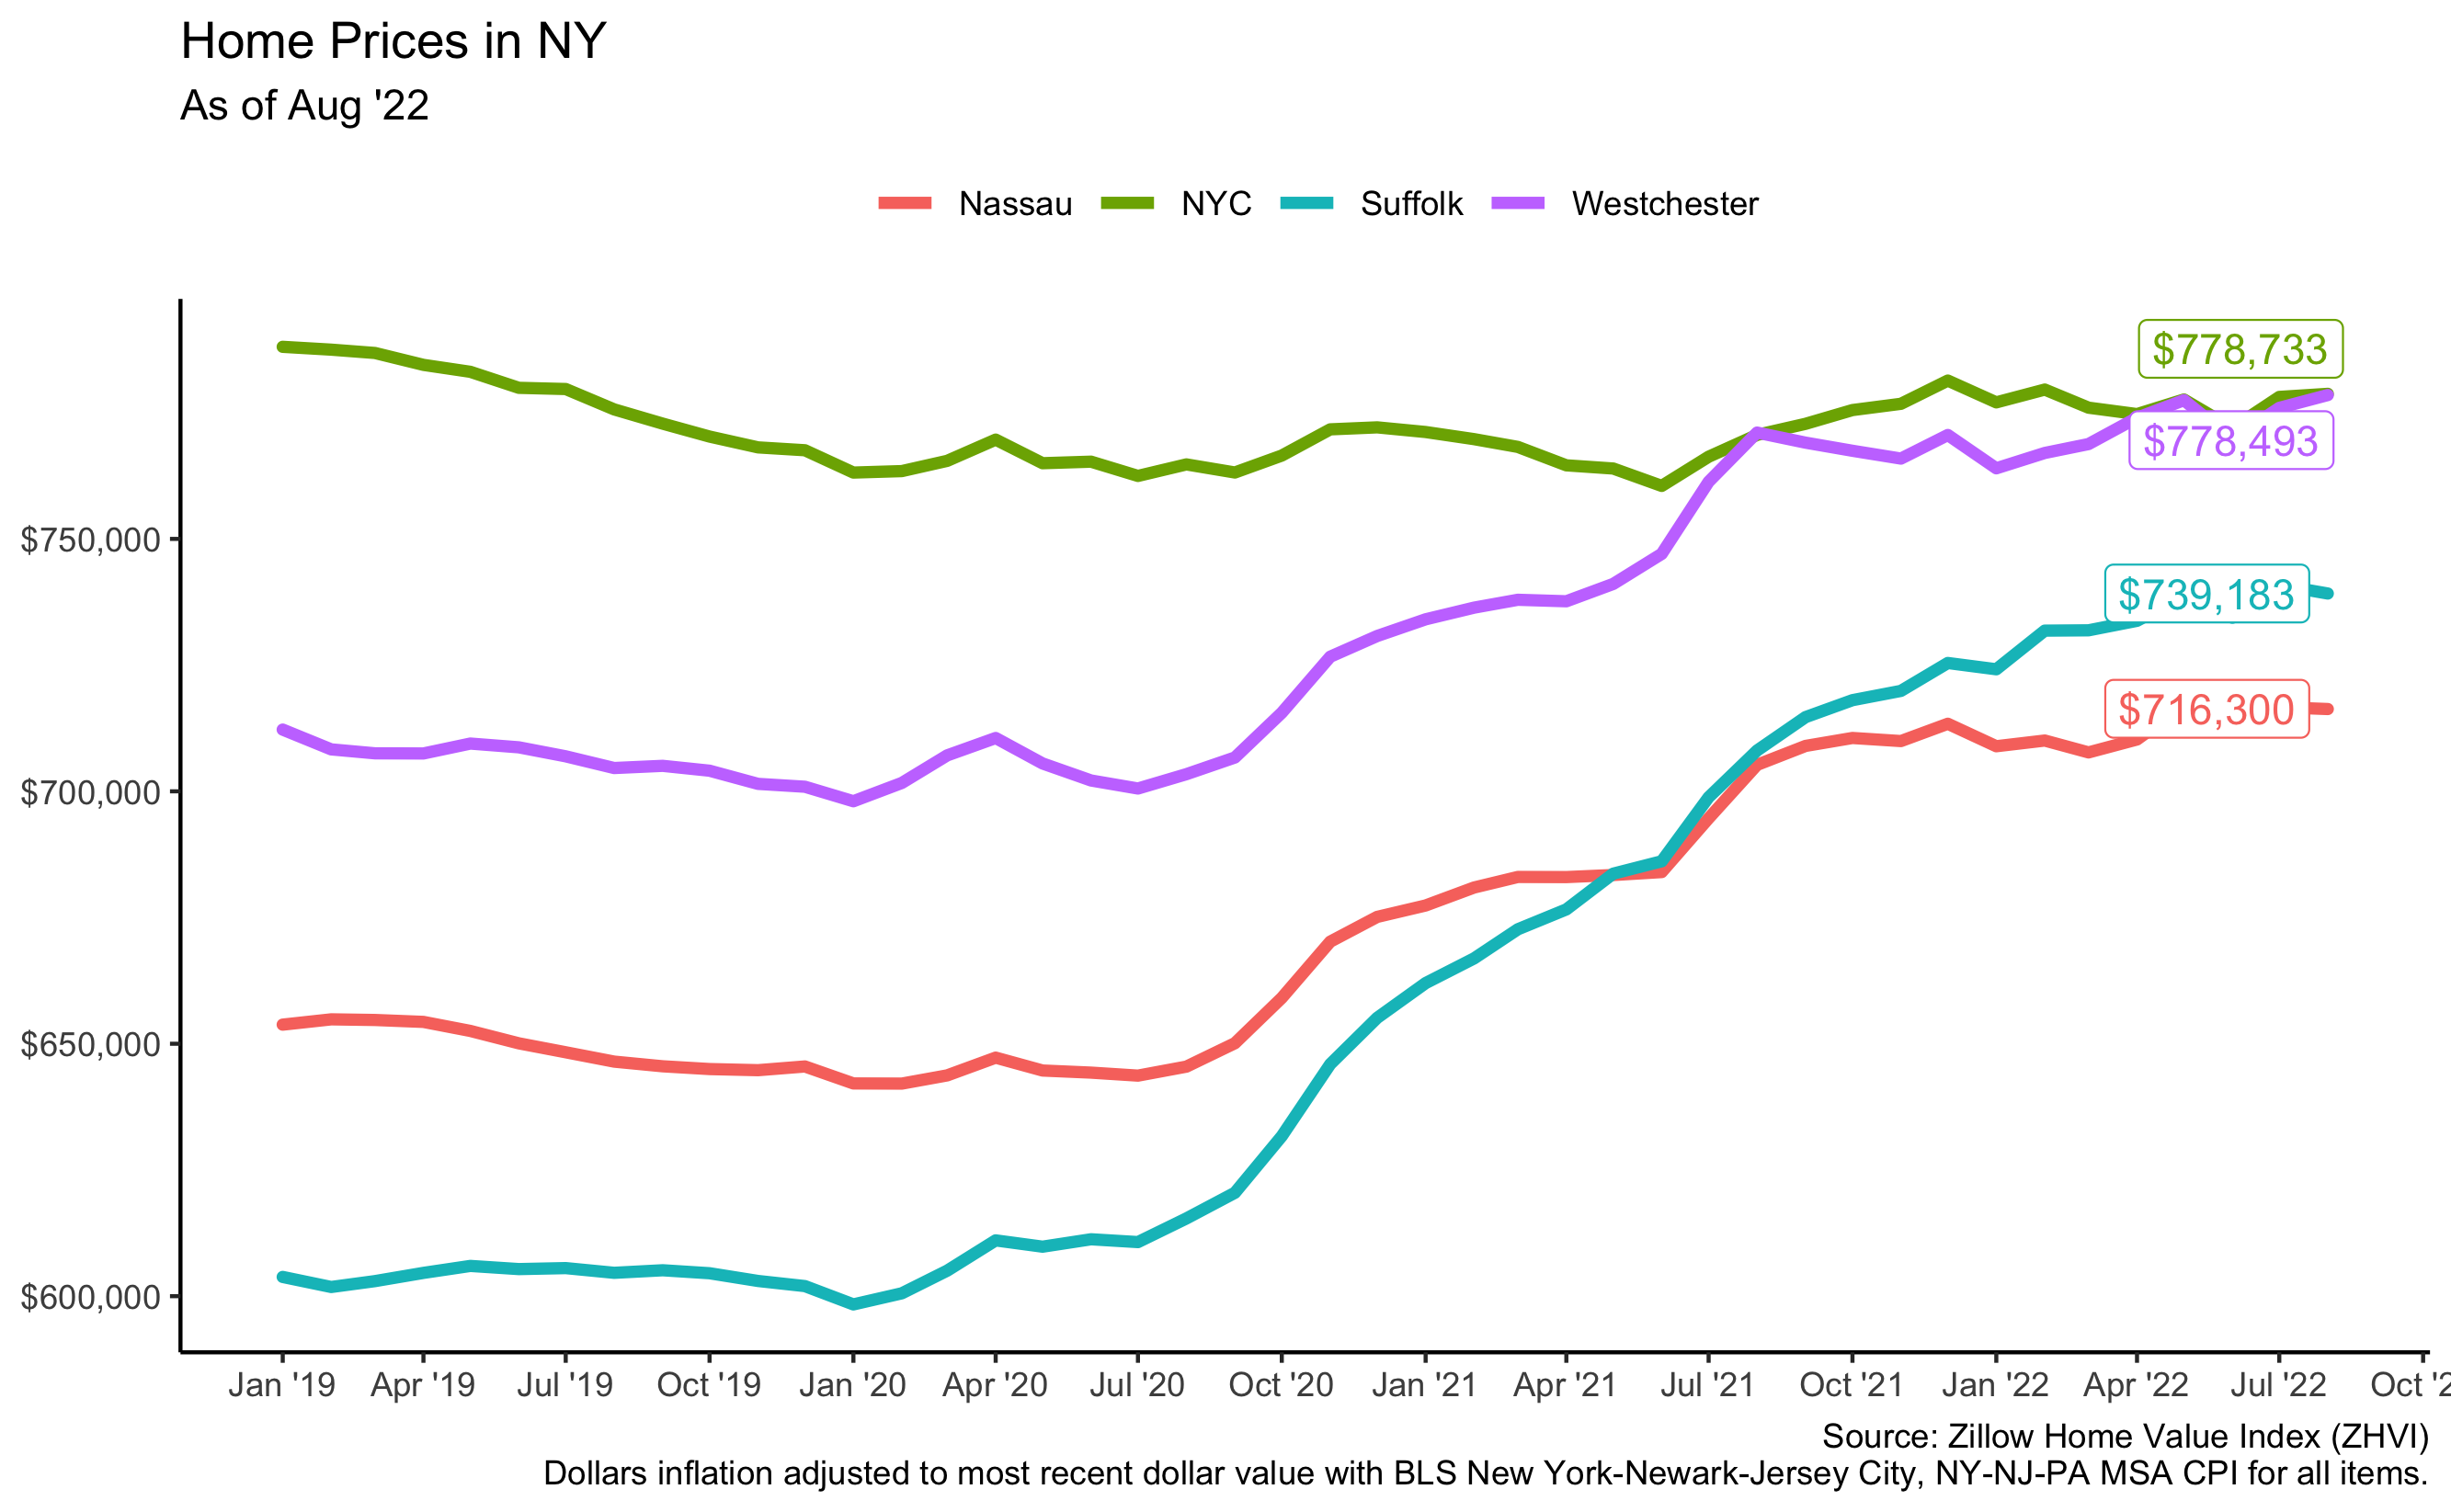 Home Prices in NY
As of Aug '22
Nassau NYC Suffolk Westchester
$778,733
$778,493
$750,000
$739,183
$716,300
$700,000
$650,000
$600,000
Jan '19 Apr '19 Jul '19 Oct '19 Jan '20 Apr '20 Jul '20 Oct '20 Jan '21 Apr '21 Jul '21 Oct '21 Jan '22 Apr '22 Jul '22 Oct '2
Source: Zillow Home Value Index (ZHVI)
Dollars inflation adjusted to most recent dollar value with BLS New York-Newark-Jersey City, NY-NJ-PA MSA CPI for all items.